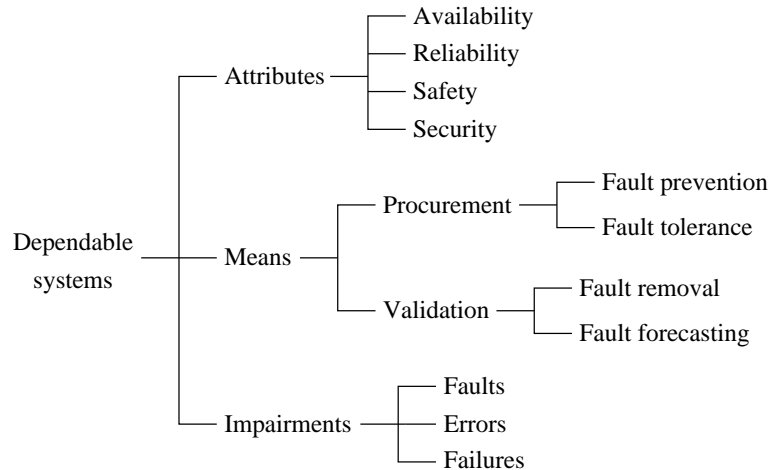 Dependable
systems
Attributes
Availability
Reliability
Safety
Security
Means
Procurement
Fault prevention
Fault tolerance
Validation
Fault removal
Fault forecasting
Impairments
Faults
Errors
Failures